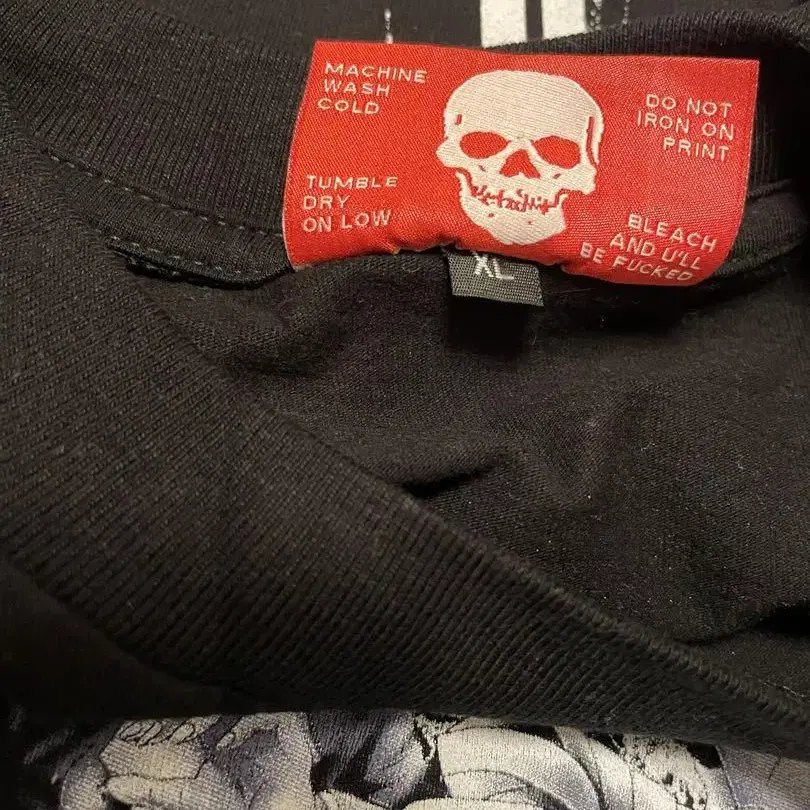 MACHINE
WASH
COLD
DO NOT
IRON ON
PRINT
TUMBLE
DRY
ON LOW
BLEACH
AND U'LL
BE FUCKED
XL